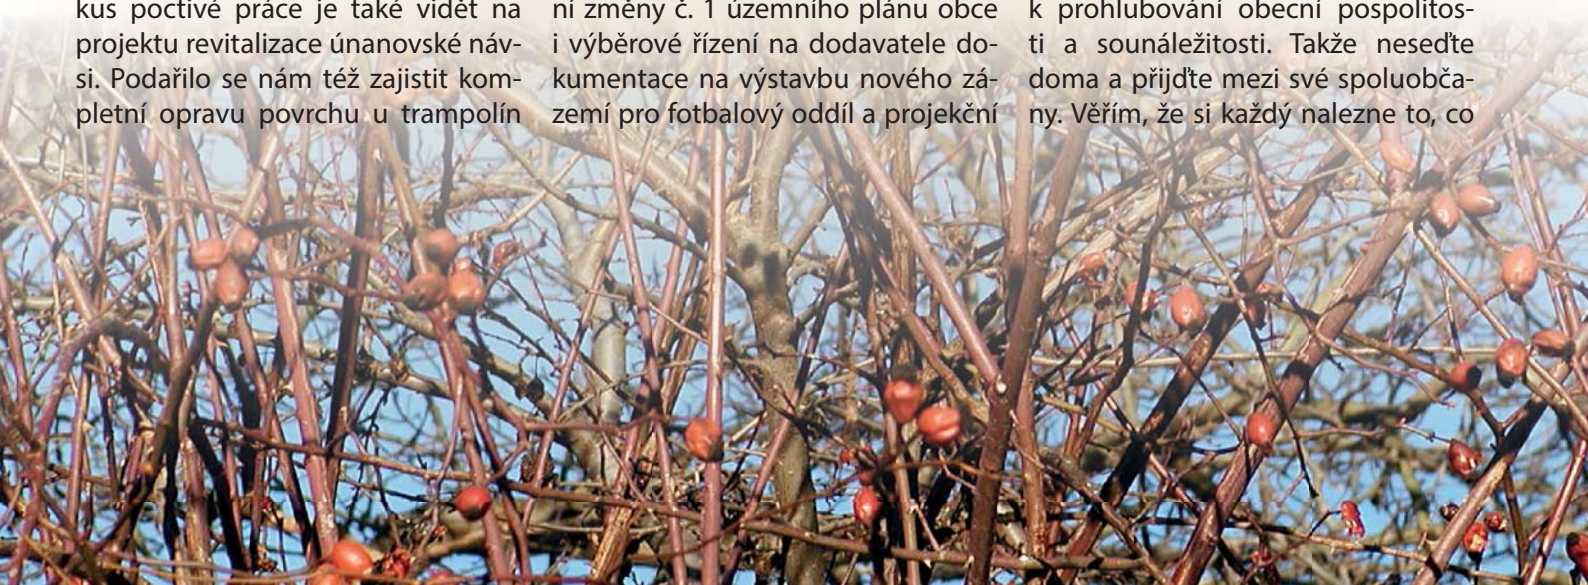 kus poctivé práce je také vidět na
projektu revitalizace únanovské náv-
si. Podařilo se nám též zajistit kom-
pletní opravu povrchu u trampolín
ní změny č. 1 územního plánu obce
i výběrové řízení na dodavatele do-
kumentace na výstavbu nového zá-
zemí pro fotbalový oddíl a projekční
k prohlubování obecní pospolitos-
ti a sounáležitosti. Takže neseďte
doma a přijďte mezi své spoluobča-
ny. Věřím, že si každý nalezne to, co